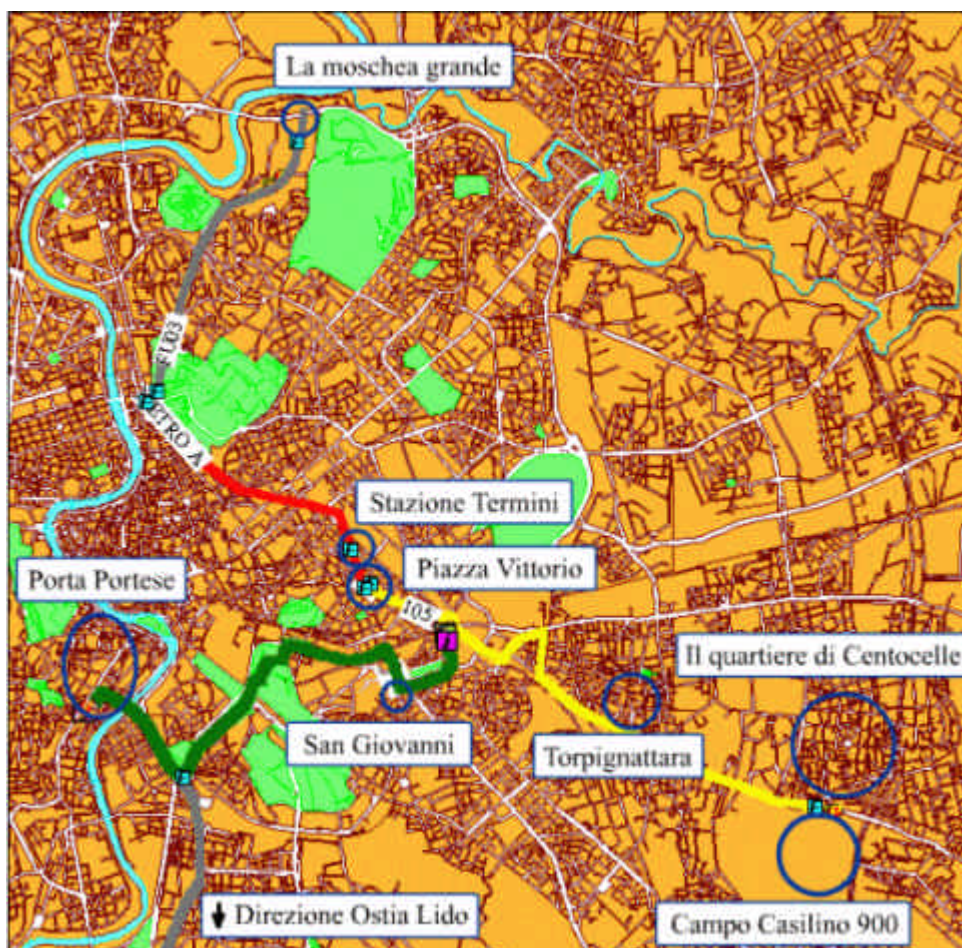 La moschea grande
FL03
METRO A
Stazione Termini
Piazza Vittorio
Porta Portese
105
Il quartiere di Centocelle
San Giovanni
Torpignattara
Direzione Ostia Lido
Campo Casilino 900